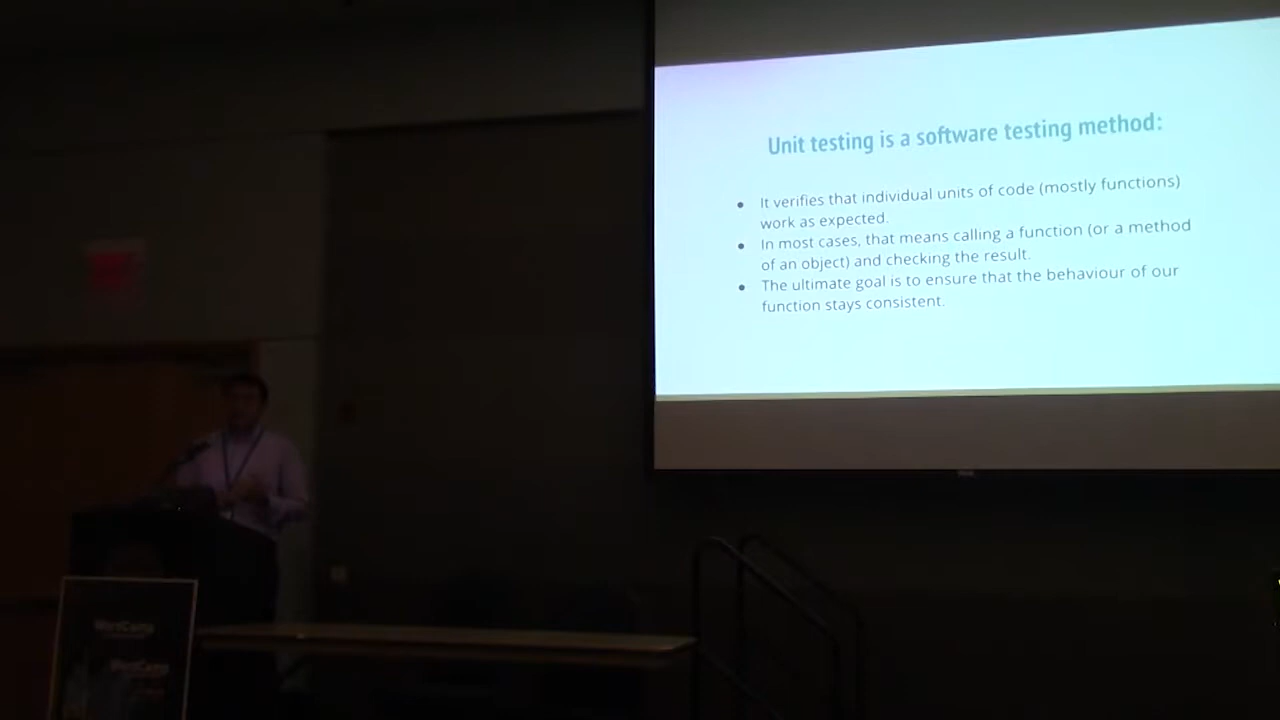 Unit testing is a software testing method:
• It verifies that individual units of code (mostly functions)
work as expected.
• In most cases, that means calling a function (or a method
of an object) and checking the result.
• The ultimate goal is to ensure that the behaviour of our
function stays consistent.